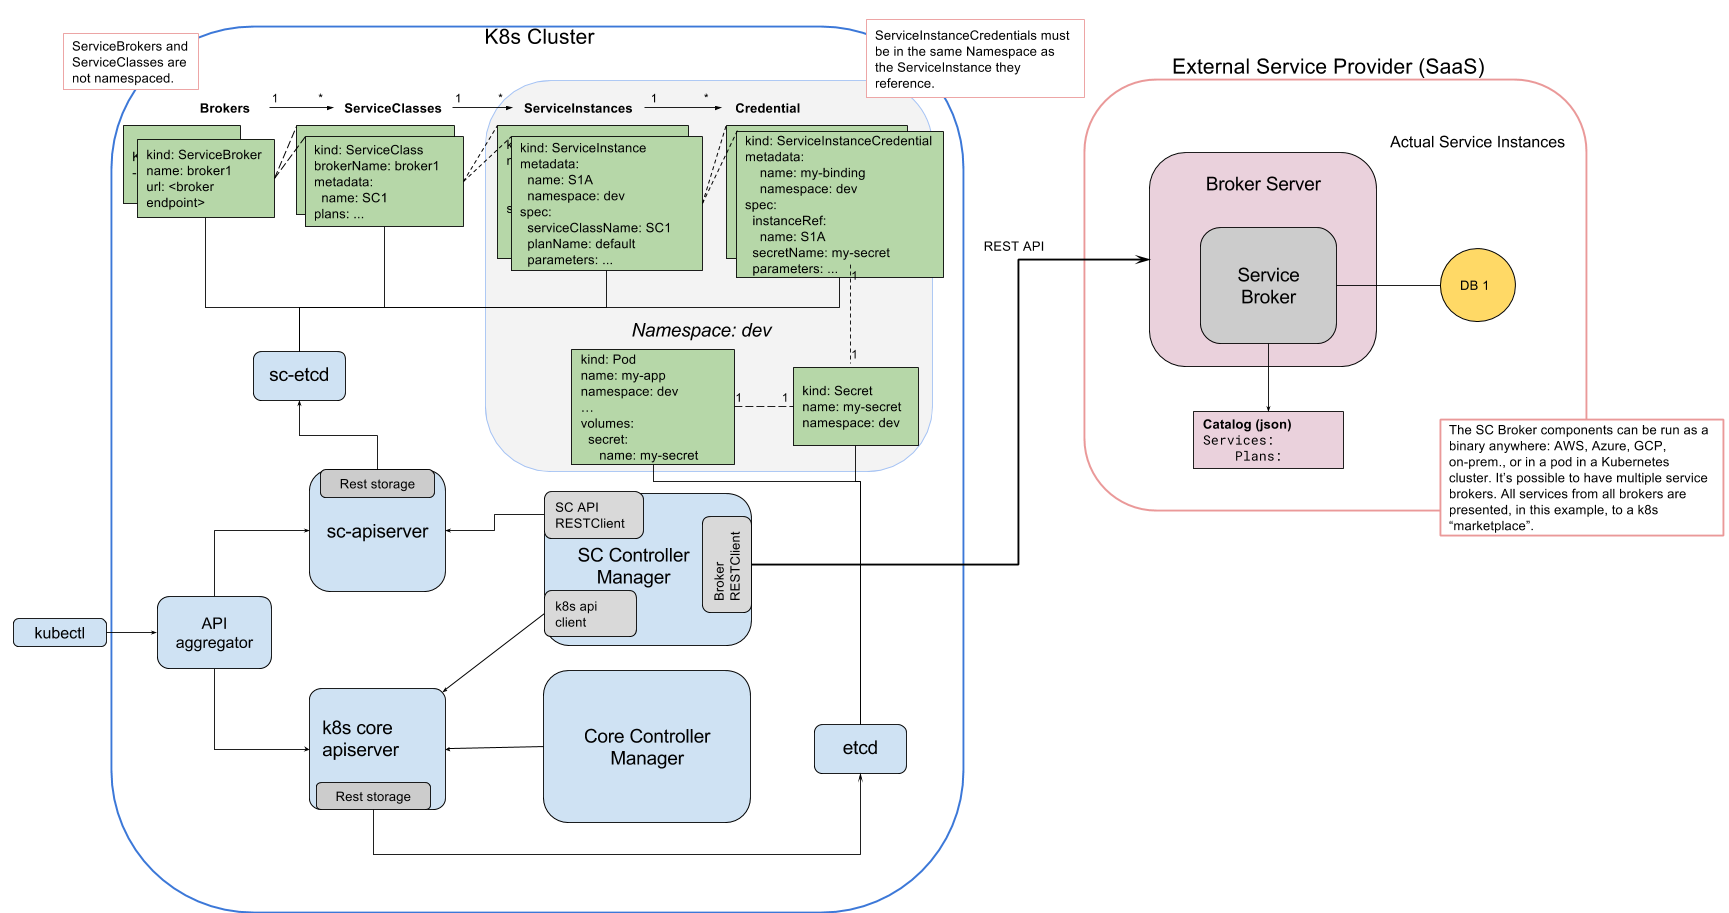 K8s Cluster
ServiceBrokers and
ServiceClasses are
not namespaced.
ServiceInstanceCredentials must
be in the same Namespace as
the ServiceInstance they
reference.
External Service Provider (SaaS)
Brokers
1
*
ServiceClasses
1
*
ServiceInstances
1
*
Credential
kind: ServiceBroker
name: broker1
url: <broker
endpoint>
kind: ServiceClass
brokerName: broker1
metadata:
name: SC1
plans: ...
kind: ServiceInstance
metadata:
name: S1A
namespace: dev
spec:
serviceClassName: SC1
planName: default
parameters: ...
kind: ServiceInstanceCredential
metadata:
name: my-binding
namespace: dev
spec:
instanceRef:
name: S1A
secretName: my-secret
parameters: ...
1
1
Namespace: dev
kind: Pod
name: my-app
namespace: dev
...
volumes:
secret:
name: my-secret
1
1
kind: Secret
name: my-secret
namespace: dev
sc-etcd
Rest storage
sc-apiserver
SC API
RESTClient
SC Controller
Manager
Broker
RESTClient
k8s api
client
kubectl
API
aggregator
k8s core
apiserver
Rest storage
Core Controller
Manager
etcd
REST API
Actual Service Instances
Broker Server
Service
Broker
DB 1
Catalog (json)
Services:
Plans:
The SC Broker components can be run as a
binary anywhere: AWS, Azure, GCP,
on-prem., or in a pod in a Kubernetes
cluster. It’s possible to have multiple service
brokers. All services from all brokers are
presented, in this example, to a k8s
“marketplace”.